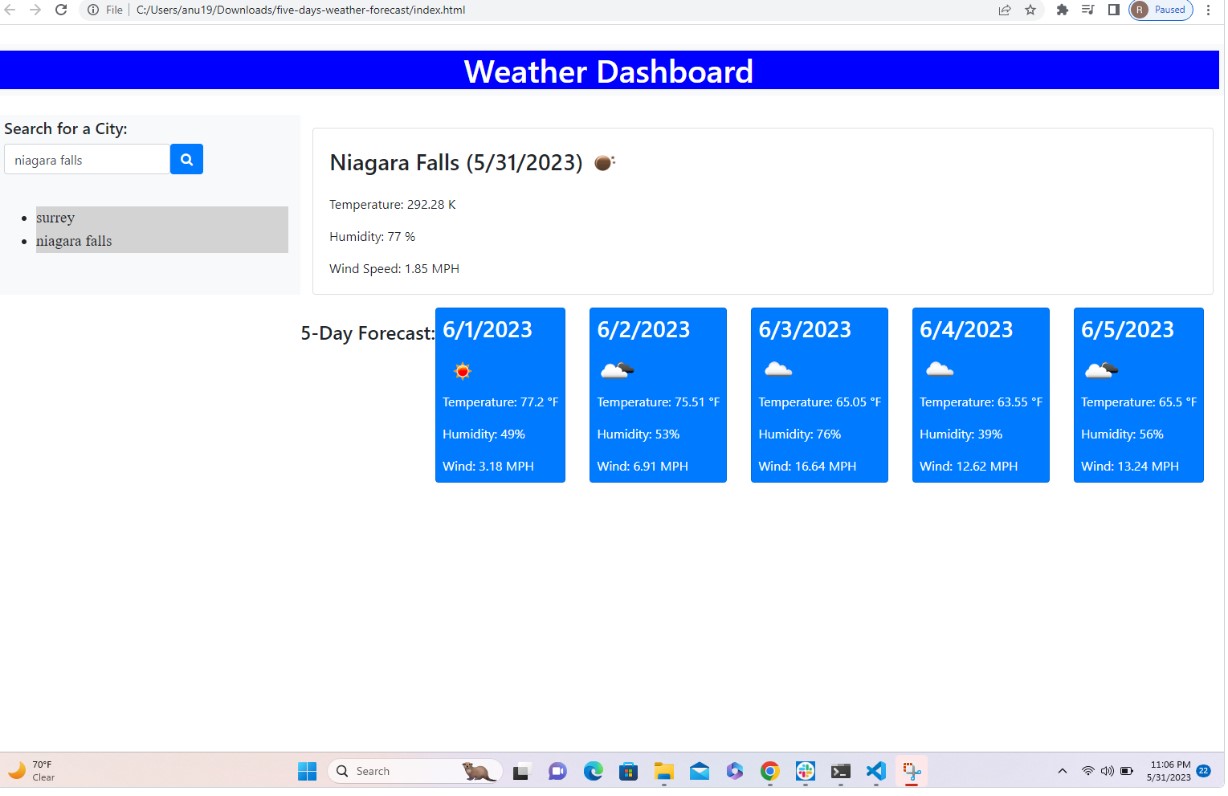 File C:/Users/anu19/Downloads/five-days-weather-forecast/index.html R Paused
Weather Dashboard
Search for a City:
niagara falls
surrey
niagara falls
Niagara Falls (5/31/2023)
Temperature: 292.28 K
Humidity: 77 %
Wind Speed: 1.85 MPH
5-Day Forecast:
6/1/2023
Temperature: 77.2 °F
Humidity: 49%
Wind: 3.18 MPH
6/2/2023
Temperature: 75.51 °F
Humidity: 53%
Wind: 6.91 MPH
6/3/2023
Temperature: 65.05 °F
Humidity: 76%
Wind: 16.64 MPH
6/4/2023
Temperature: 63.55 °F
Humidity: 39%
Wind: 12.62 MPH
6/5/2023
Temperature: 65.5 °F
Humidity: 56%
Wind: 13.24 MPH
70°F
Clear
Search
11:06 PM
5/31/2023
22